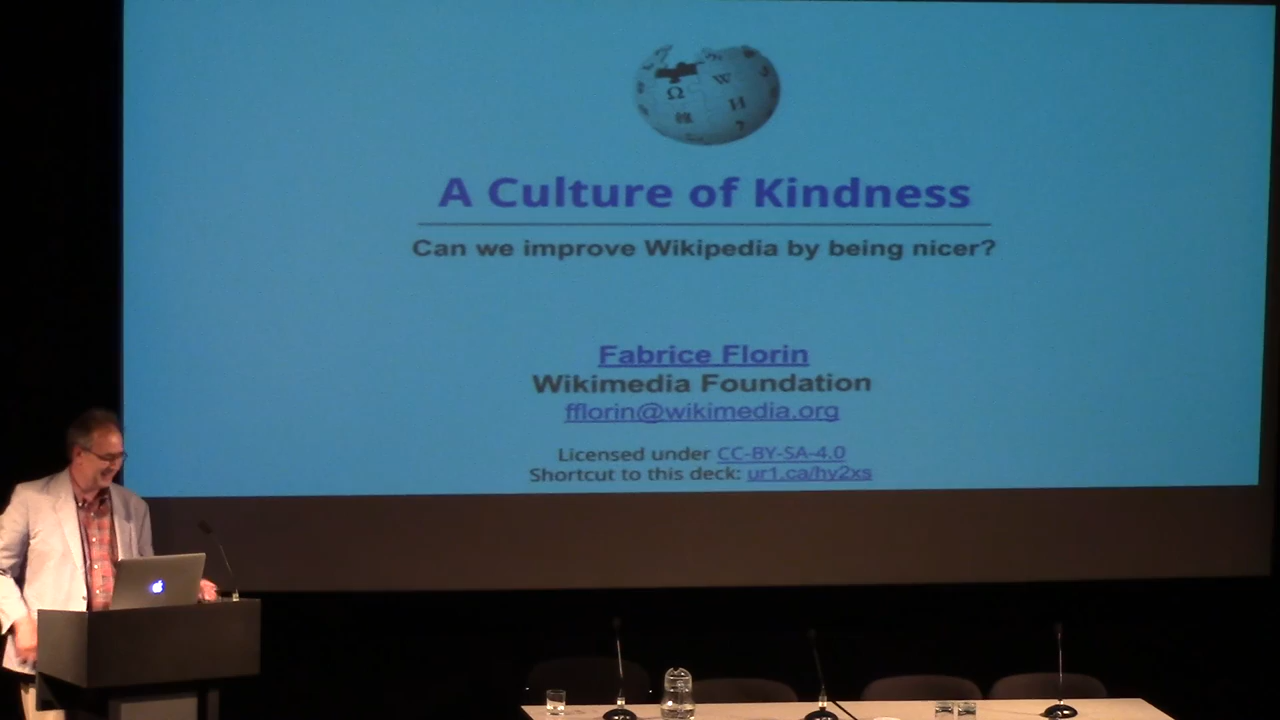 A Culture of Kindness
Can we improve Wikipedia by being nicer?
Fabrice Florin
Wikimedia Foundation
fflorin@wikimedia.org
Licensed under CC-BY-SA-4.0
Shortcut to this deck: ur1.ca/hy2xs